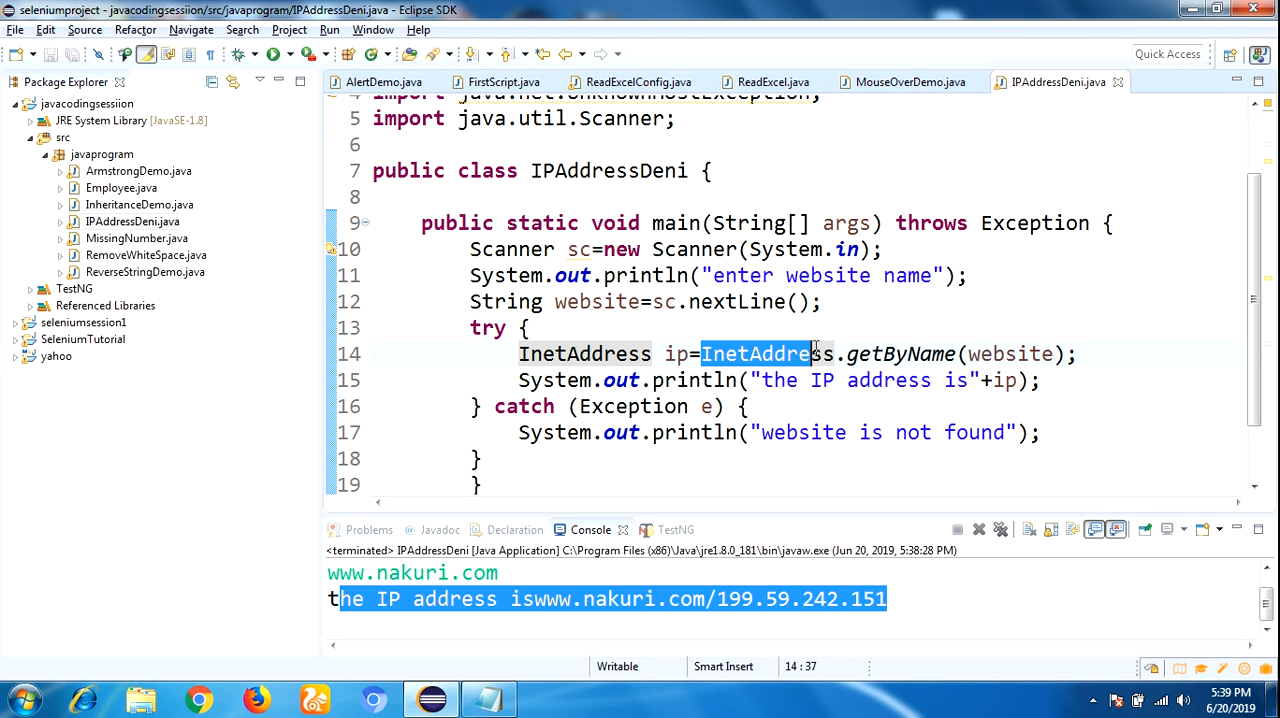 seleniumproject - javacodingsessiion/src/javaprogram/IPAddressDeni.java - Eclipse SDK
File Edit Source Refactor Navigate Search Project Run Window Help
Quick Access
Package Explorer
AlertDemo.java FirstScript.java ReadExcelConfig.java ReadExcel.java MouseOverDemo.java IPAddressDeni.java
javacodingsessiion
JRE System Library [JavaSE-1.8]
src
javaprogram
ArmstrongDemo.java
Employee.java
InheritanceDemo.java
IPAddressDeni.java
MissingNumber.java
RemoveWhiteSpace.java
ReverseStringDemo.java
TestNG
Referenced Libraries
seleniumsession1
SeleniumTutorial
yahoo
4 import java.net.UnknownHostException;
5 import java.util.Scanner;
6
7 public class IPAddressDeni {
8
9 public static void main(String[] args) throws Exception {
10 Scanner sc=new Scanner(System.in);
11 System.out.println("enter website name");
12 String website=sc.nextLine();
13 try {
14 InetAddress ip=InetAddress.getByName(website);
15 System.out.println("the IP address is"+ip);
16 } catch (Exception e) {
17 System.out.println("website is not found");
18 }
19 }
Problems Javadoc Declaration Console TestNG
<terminated> IPAddressDeni [Java Application] C:\Program Files (x86)\Java\jre1.8.0_181\bin\javaw.exe (Jun 20, 2019, 5:38:28 PM)
www.nakuri.com
the IP address iswww.nakuri.com/199.59.242.151
Writable Smart Insert 14 : 37
5:39 PM
6/20/2019